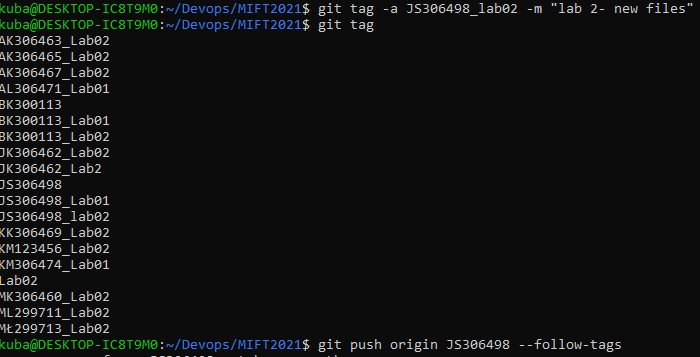 kuba@DESKTOP-IC8T9M0:~/Devops/MIFT2021$ git tag -a JS306498_lab02 -m "lab 2- new files"
kuba@DESKTOP-IC8T9M0:~/Devops/MIFT2021$ git tag
AK306463_Lab02
AK306465_Lab02
AK306467_Lab02
AL306471_Lab01
BK300113
BK300113_Lab01
BK300113_Lab02
JK306462_Lab02
JK306462_Lab2
JS306498
JS306498_Lab01
JS306498_lab02
KK306469_Lab02
KM123456_Lab02
KM306474_Lab01
Lab02
MK306460_Lab02
ML299711_Lab02
MŁ299713_Lab02
kuba@DESKTOP-IC8T9M0:~/Devops/MIFT2021$ git push origin JS306498 --follow-tags